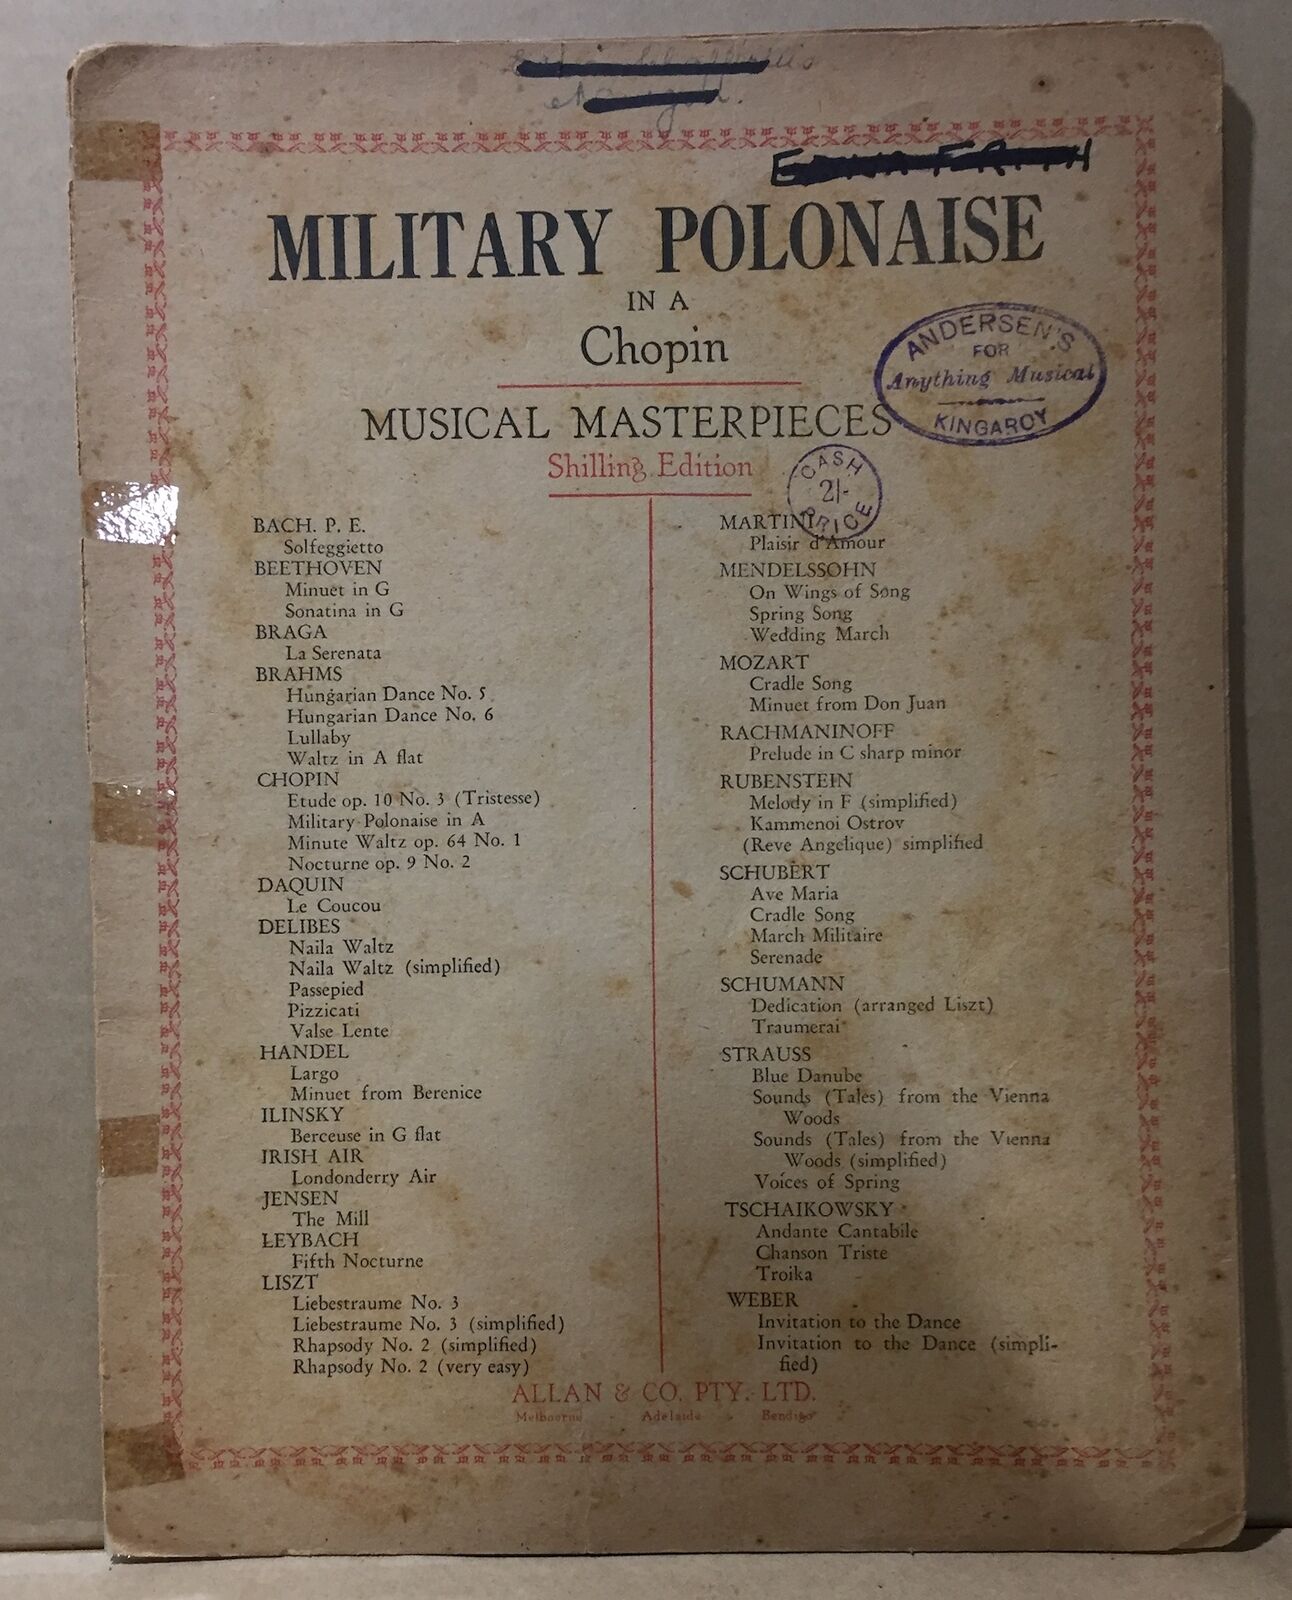 EDNA FRITH
MILITARY POLONAISE
IN A
Chopin
ANDERSEN'S
FOR
Anything Musical
KINGAROY
MUSICAL MASTERPIECES
Shilling Edition
CASH
2/-
PRICE
BACH. P. E.
Solfeggietto
BEETHOVEN
Minuet in G
Sonatina in G
BRAGA
La Serenata
BRAHMS
Hungarian Dance No. 5
Hungarian Dance No. 6
Lullaby
Waltz in A flat
CHOPIN
Etude op. 10 No. 3 (Tristesse)
Military Polonaise in A
Minute Waltz op. 64 No. 1
Nocturne op. 9 No. 2
DAQUIN
Le Coucou
DELIBES
Naila Waltz
Naila Waltz (simplified)
Passepied
Pizzicati
Valse Lente
HANDEL
Largo
Minuet from Berenice
ILINSKY
Berceuse in G flat
IRISH AIR
Londonderry Air
JENSEN
The Mill
LEYBACH
Fifth Nocturne
LISZT
Liebestraume No. 3
Liebestraume No. 3 (simplified)
Rhapsody No. 2 (simplified)
Rhapsody No. 2 (very easy)
MARTINI
Plaisir d'Amour
MENDELSSOHN
On Wings of Song
Spring Song
Wedding March
MOZART
Cradle Song
Minuet from Don Juan
RACHMANINOFF
Prelude in C sharp minor
RUBENSTEIN
Melody in F (simplified)
Kammenoi Ostrov
(Reve Angelique) simplified
SCHUBERT
Ave Maria
Cradle Song
March Militaire
Serenade
SCHUMANN
Dedication (arranged Liszt)
Traumerai
STRAUSS
Blue Danube
Sounds (Tales) from the Vienna
Woods
Sounds (Tales) from the Vienna
Woods (simplified)
Voices of Spring
TSCHAIKOWSKY
Andante Cantabile
Chanson Triste
Troika
WEBER
Invitation to the Dance
Invitation to the Dance (simpli-
fied)
ALLAN & CO. PTY. LTD.
Melbourne - Adelaide - Bendigo